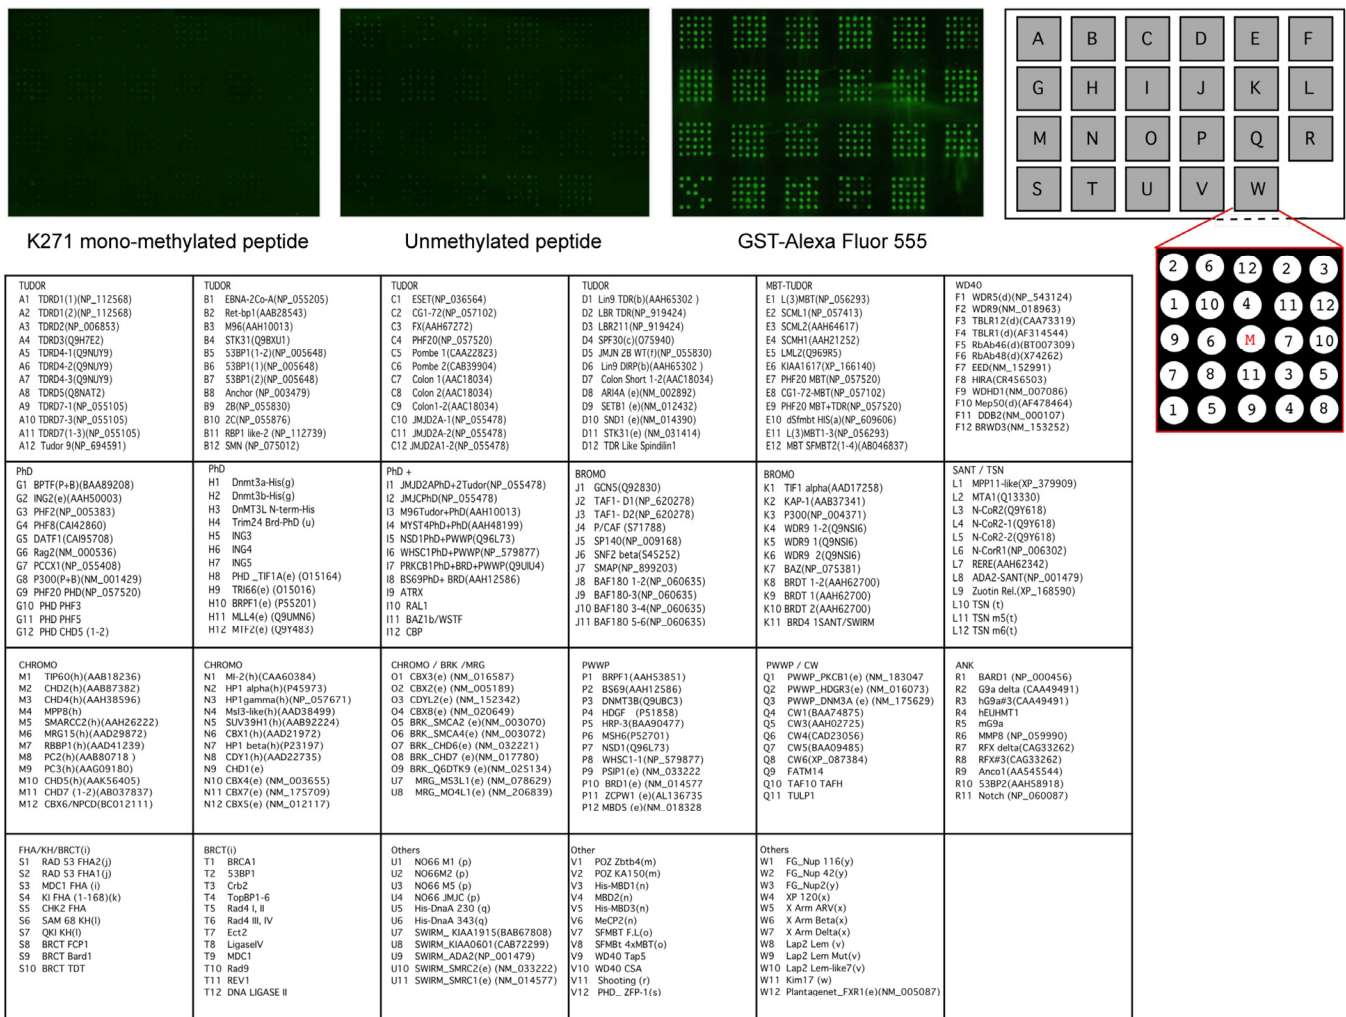 A B C D E F
G H I J K L
M N O P Q R
S T U V W
K271 mono-methylated peptide
Unmethylated peptide
GST-Alexa Fluor 555
2 6 12 2 3
1 10 4 11 12
9 6 M 7 10
7 8 11 3 5
1 5 9 4 8
TUDOR
A1 TDRD1(1)(NP_112568)
A2 TDRD1(2)(NP_112568)
A3 TDRD2(NP_006853)
A4 TDRD3(Q9H7E2)
A5 TDRD4-1(Q9NUY9)
A6 TDRD4-2(Q9NUY9)
A7 TDRD4-3(Q9NUY9)
A8 TDRD5(Q8NAT2)
A9 TDRD7-1(NP_055105)
A10 TDRD7-3(NP_055105)
A11 TDRD7(1-3)(NP_055105)
A12 Tudor 9(NP_694591)
TUDOR
B1 EBNA-2Co-A(NP_055205)
B2 Ret-bp1(AAB28543)
B3 M96(AAH10013)
B4 STK31(Q9BXU1)
B5 53BP1(1-2)(NP_005648)
B6 53BP1(1)(NP_005648)
B7 53BP1(2)(NP_005648)
B8 Anchor (NP_003479)
B9 2B(NP_055830)
B10 2C(NP_055876)
B11 RBP1 like-2 (NP_112739)
B12 SMN (NP_075012)
TUDOR
C1 ESET(NP_036564)
C2 CG1-72(NP_057102)
C3 FX(AAH67272)
C4 PHF20(NP_057520)
C5 Pombe 1(CAA22823)
C6 Pombe 2(CAB39904)
C7 Colon 1(AAC18034)
C8 Colon 2(AAC18034)
C9 Colon1-2(AAC18034)
C10 JMJD2A-1(NP_055478)
C11 JMJD2A-2(NP_055478)
C12 JMJD2A1-2(NP_055478)
TUDOR
D1 Lin9 TDR(b)(AAH65302 )
D2 LBR TDR(NP_919424)
D3 LBR211(NP_919424)
D4 SPF30(c)(O75940)
D5 JMJN 2B WT(f)(NP_055830)
D6 Lin9 DIRP(b)(AAH65302 )
D7 Colon Short 1-2(AAC18034)
D8 ARI4A (e)(NM_002892)
D9 SETB1 (e)(NM_012432)
D10 SND1 (e)(NM_014390)
D11 STK31(e) (NM_031414)
D12 TDR Like Spindilin1
MBT-TUDOR
E1 L(3)MBT(NP_056293)
E2 SCML1(NP_057413)
E3 SCML2(AAH64617)
E4 SCMH1(AAH21252)
E5 LML2(Q969R5)
E6 KIAA1617(XP_166140)
E7 PHF20 MBT(NP_057520)
E8 CG1-72-MBT(NP_057102)
E9 PHF20 MBT+TDR(NP_057520)
E10 dSfmbt HIS(a)(NP_609606)
E11 L(3)MBT1-3(NP_056293)
E12 MBT SFMBT2(1-4)(AB046837)
WD40
F1 WDR5(d)(NP_543124)
F2 WDR9(NM_018963)
F3 TBLR12(d)(CAA73319)
F4 TBLR1(d)(AF314544)
F5 RbAb46(d)(BT007309)
F6 RbAb48(d)(X74262)
F7 EED(NM_152991)
F8 HIRA(CR456503)
F9 WDHD1(NM_007086)
F10 Mep50(d)(AF478464)
F11 DDB2(NM_000107)
F12 BRWD3(NM_153252)
PhD
G1 BPTF(P+B)(BAA89208)
G2 ING2(e)(AAH50003)
G3 PHF2(NP_005383)
G4 PHF8(CAI42860)
G5 DATF1(CAI95708)
G6 Rag2(NM_000536)
G7 PCCX1(NP_055408)
G8 P300(P+B)(NM_001429)
G9 PHF20 PHD(NP_057520)
G10 PHD PHF3
G11 PHD PHF5
G12 PHD CHD5 (1-2)
PhD
H1 Dnmt3a-His(g)
H2 Dnmt3b-His(g)
H3 DnMT3L N-term-His
H4 Trim24 Brd-PhD (u)
H5 ING3
H6 ING4
H7 ING5
H8 PHD _TIF1A(e) (O15164)
H9 TRI66(e) (O15016)
H10 BRPF1(e) (P55201)
H11 MLL4(e) (Q9UMN6)
H12 MTF2(e) (Q9Y483)
PhD +
I1 JMJD2APhD+2Tudor(NP_055478)
I2 JMJCPhD(NP_055478)
I3 M96Tudor+PhD(AAH10013)
I4 MYST4PhD+PhD(AAH48199)
I5 NSD1PhD+PWWP(Q96L73)
I6 WHSC1PhD+PWWP(NP_579877)
I7 PRKCB1PhD+BRD+PWWP(Q9UIU4)
I8 BS69PhD+ BRD(AAH12586)
I9 ATRX
I10 RAL1
I11 BAZ1b/WSTF
I12 CBP
BROMO
J1 GCN5(Q92830)
J2 TAF1- D1(NP_620278)
J3 TAF1- D2(NP_620278)
J4 P/CAF (S71788)
J5 SP140(NP_009168)
J6 SNF2 beta(S45252)
J7 SMAP(NP_899203)
J8 BAF180 1-2(NP_060635)
J9 BAF180-3(NP_060635)
J10 BAF180 3-4(NP_060635)
J11 BAF180 5-6(NP_060635)
BROMO
K1 TIF1 alpha(AAD17258)
K2 KAP-1(AAB37341)
K3 P300(NP_004371)
K4 WDR9 1-2(Q9NSI6)
K5 WDR9 1(Q9NSI6)
K6 WDR9 2(Q9NSI6)
K7 BAZ(NP_075381)
K8 BRDT 1-2(AAH62700)
K9 BRDT 1(AAH62700)
K10 BRDT 2(AAH62700)
K11 BRD4 1SANT/SWIRM
SANT / TSN
L1 MPP11-like(XP_379909)
L2 MTA1(Q13330)
L3 N-CoR2(Q9Y618)
L4 N-CoR2-1(Q9Y618)
L5 N-CoR2-2(Q9Y618)
L6 N-CorR1(NP_006302)
L7 RERE(AAH62342)
L8 ADA2-SANT(NP_001479)
L9 Zuotin Rel.(XP_168590)
L10 TSN (t)
L11 TSN m5(t)
L12 TSN m6(t)
CHROMO
M1 TIP60(h)(AAB18236)
M2 CHD2(h)(AAB87382)
M3 CHD4(h)(AAH38596)
M4 MPP8(h)
M5 SMARCC2(h)(AAH26222)
M6 MRG15(h)(AAD29872)
M7 RBBP1(h)(AAD41239)
M8 PC2(h)(AAB80718 )
M9 PC3(h)(AAG09180)
M10 CHD5(h)(AAK56405)
M11 CHD7 (1-2)(AB037837)
M12 CBX6/NPCD(BC012111)
CHROMO
N1 MI-2(h)(CAA60384)
N2 HP1 alpha(h)(P45973)
N3 HP1gamma(h)(NP_057671)
N4 Msl3-like(h)(AAD38499)
N5 SUV39H1(h)(AAB92224)
N6 CBX1(h)(AAD21972)
N7 HP1 beta(h)(P23197)
N8 CDY1(h)(AAD22735)
N9 CHD1(e)
N10 CBX4(e) (NM_003655)
N11 CBX7(e) (NM_175709)
N12 CBX5(e) (NM_012117)
CHROMO / BRK /MRG
O1 CBX3(e) (NM_016587)
O2 CBX2(e) (NM_005189)
O3 CDYL2(e) (NM_152342)
O4 CBX8(e) (NM_020649)
O5 BRK_SMCA2 (e)(NM_003070)
O6 BRK_SMCA4(e) (NM_003072)
O7 BRK_CHD6(e) (NM_032221)
O8 BRK_CHD7 (e)(NM_017780)
O9 BRK_Q6DTK9 (e)(NM_025134)
U7 MRG_MS3L1(e) (NM_078629)
U8 MRG_MO4L1(e) (NM_206839)
PWWP
P1 BRPF1(AAH53851)
P2 BS69(AAH12586)
P3 DNMT3B(Q9UBC3)
P4 HDGF (P51858)
P5 HRP-3(BAA90477)
P6 MSH6(P52701)
P7 NSD1(Q96L73)
P8 WHSC1-1(NP_579877)
P9 PSIP1(e) (NM_033222
P10 BRD1(e) (NM_014577
P11 ZCPW1 (e)(AL136735
P12 MBD5 (e)(NM_018328
PWWP / CW
Q1 PWWP_PKCB1(e) (NM_183047
Q2 PWWP_HDGR3(e) (NM_016073)
Q3 PWWP_DNM3A (e) (NM_175629)
Q4 CW1(BAA74875)
Q5 CW3(AAH02725)
Q6 CW4(CAD23056)
Q7 CW5(BAA09485)
Q8 CW6(XP_087384)
Q9 FATM14
Q10 TAF10 TAFH
Q11 TULP1
ANK
R1 BARD1 (NP_000456)
R2 G9a delta (CAA49491)
R3 hG9a#3(CAA49491)
R4 hEUHMT1
R5 mG9a
R6 MMP8 (NP_059990)
R7 RFX delta(CAG33262)
R8 RFX#3(CAG33262)
R9 Anco1(AA545544)
R10 53BP2(AAH58918)
R11 Notch (NP_060087)
FHA/KH/BRCT(i)
S1 RAD 53 FHA2(j)
S2 RAD 53 FHA1(j)
S3 MDC1 FHA (i)
S4 KI FHA (1-168)(k)
S5 CHK2 FHA
S6 SAM 68 KH(l)
S7 QKI KH(l)
S8 BRCT FCP1
S9 BRCT Bard1
S10 BRCT TDT
BRCT(i)
T1 BRCA1
T2 53BP1
T3 Crb2
T4 TopBP1-6
T5 Rad4 I, II
T6 Rad4 III, IV
T7 Ect2
T8 LigaseIV
T9 MDC1
T10 Rad9
T11 REV1
T12 DNA LIGASE II
Others
U1 NO66 M1 (p)
U2 NO66M2 (p)
U3 NO66 M5 (p)
U4 NO66 JMJC (p)
U5 His-DnaA 230 (q)
U6 His-DnaA 343(q)
U7 SWIRM_ KIAA1915(BAB67808)
U8 SWIRM_KIAA0601(CAB72299)
U9 SWIRM_ADA2(NP_001479)
U10 SWIRM_SMRC2(e) (NM_033222)
U11 SWIRM_SMRC1(e) (NM_014577)
Other
V1 POZ Zbtb4(m)
V2 POZ KA150(m)
V3 His-MBD1(n)
V4 MBD2(n)
V5 His-MBD3(n)
V6 MeCP2(n)
V7 SFMBT F.L(o)
V8 SFMBt 4xMBT(o)
V9 WD40 Tap5
V10 WD40 CSA
V11 Shooting (r)
V12 PHD_ ZFP-1(s)
Others
W1 FG_Nup 116(y)
W2 FG_Nup 42(y)
W3 FG_Nup2(y)
W4 XP 120(x)
W5 X Arm ARV(x)
W6 X Arm Beta(x)
W7 X Arm Delta(x)
W8 Lap2 Lem (v)
W9 Lap2 Lem Mut(v)
W10 Lap2 Lem-like7(v)
W11 Kim17 (w)
W12 Plantagenet_FXR1(e)(NM_005087)